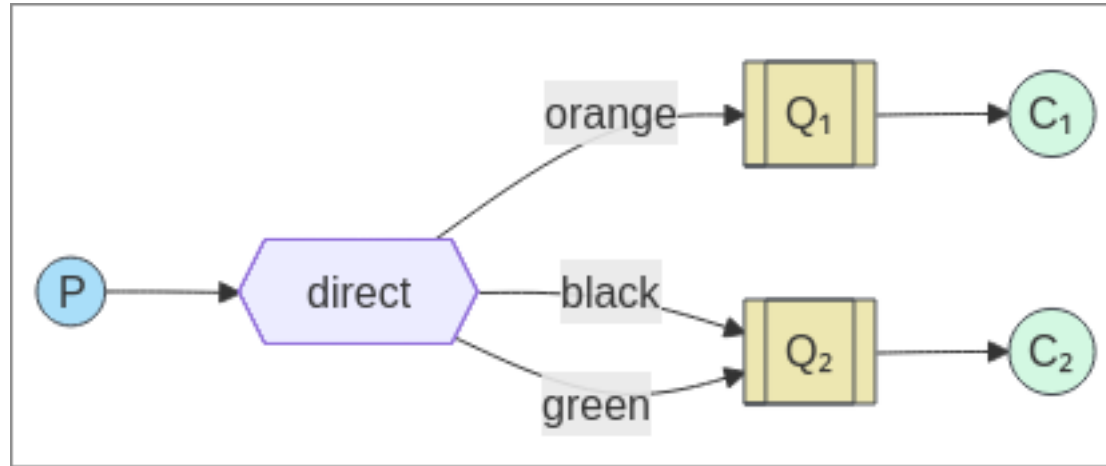 orange
Q₁
C₁
P
direct
black
Q₂
C₂
green